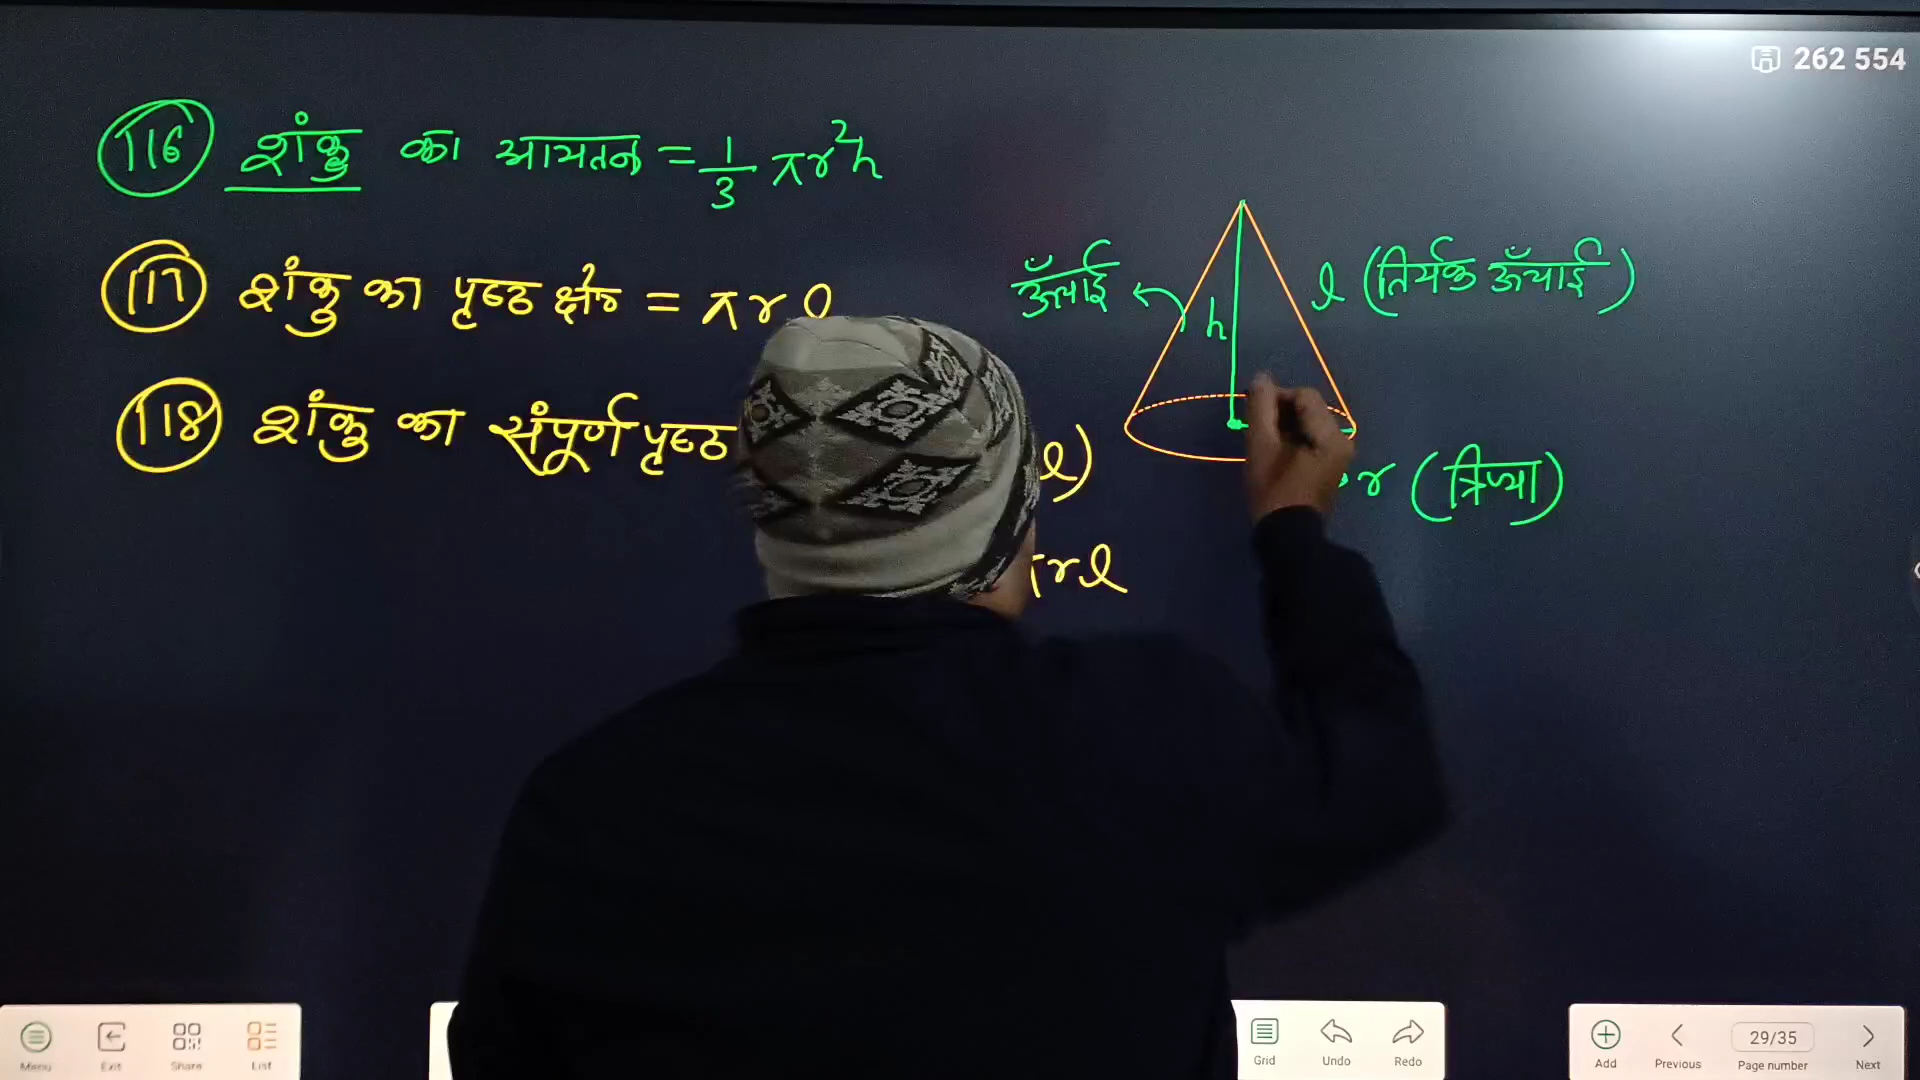 262 554
116 शंकु का आयतन = 1/3 πr²h
117 शंकु का पृष्ठ क्षेत्र = πr
118 शंकु का संपूर्ण पृष्ठ
l)
πrl
ऊँचाई
h
l (तिर्यक ऊँचाई)
r (त्रिज्या)
Menu
Exit
Share
List
Grid
Undo
Redo
Add
Previous
29/35
Page number
Next